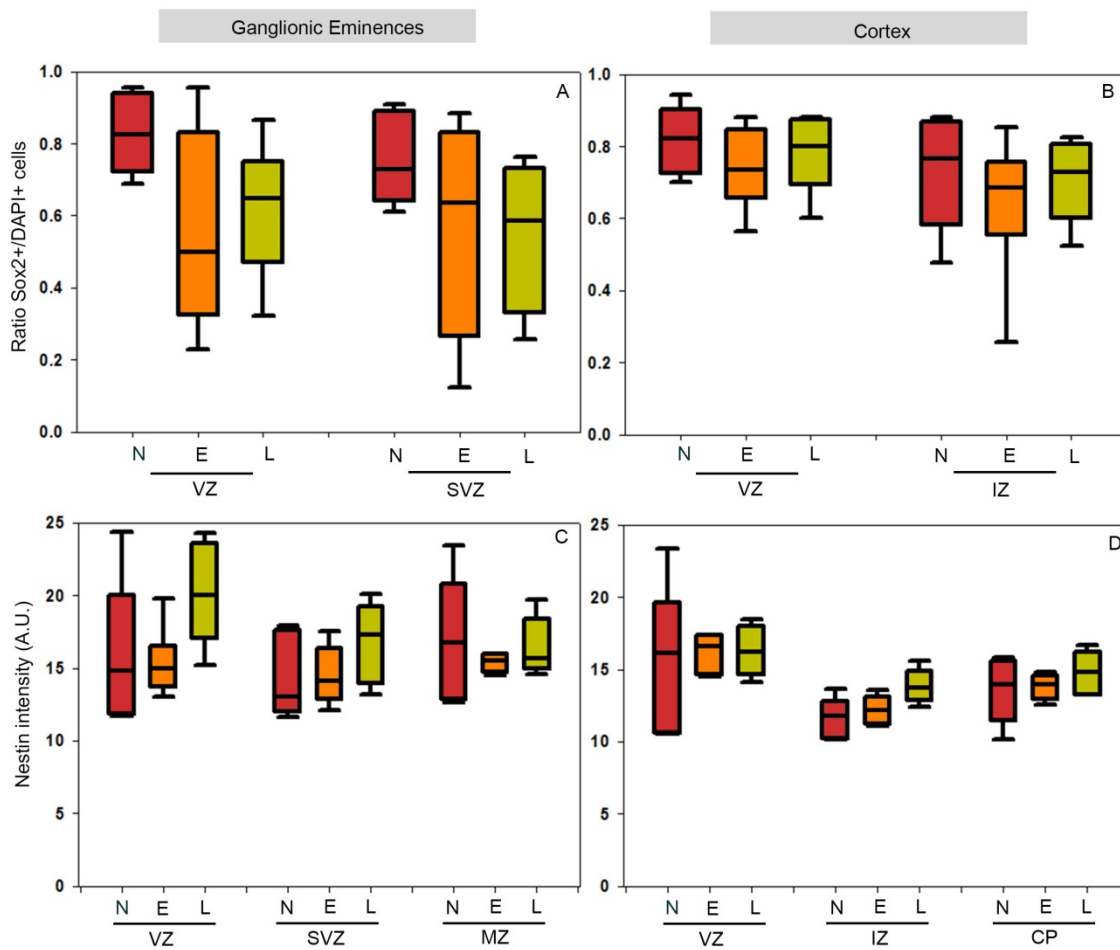 Ganglionic Eminences
Cortex
A
B
Ratio Sox2+/DAPI+ cells
1.0
0.8
0.6
0.4
0.2
0.0
N E L
VZ
N E L
SVZ
1.0
0.8
0.6
0.4
0.2
0.0
N E L
VZ
N E L
IZ
C
D
Nestin intensity (A.U.)
25
20
15
10
5
0
N E L
VZ
N E L
SVZ
N E L
MZ
25
20
15
10
5
0
N E L
VZ
N E L
IZ
N E L
CP